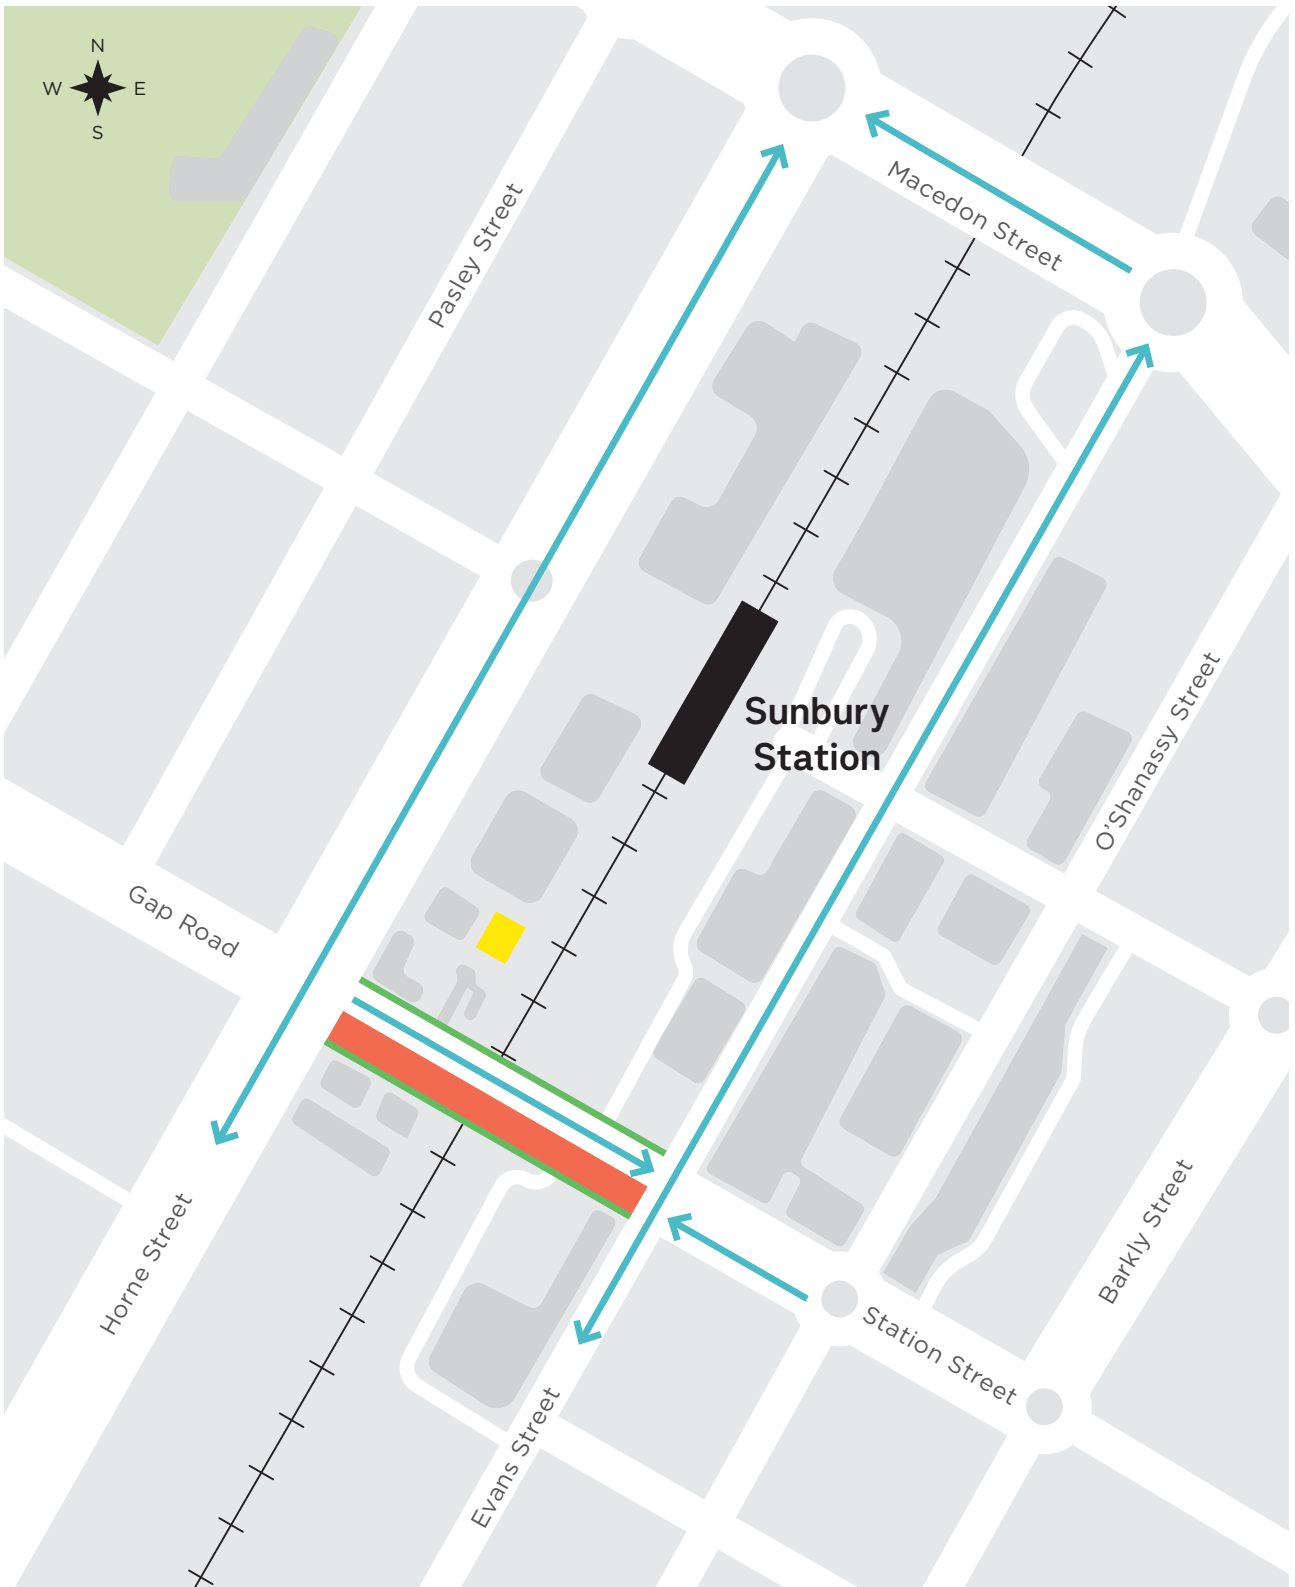 N
W E
S
Macedon Street
Pasley Street
Sunbury
Station
O'Shanassy Street
Gap Road
Horne Street
Barkly Street
Station Street
Evans Street